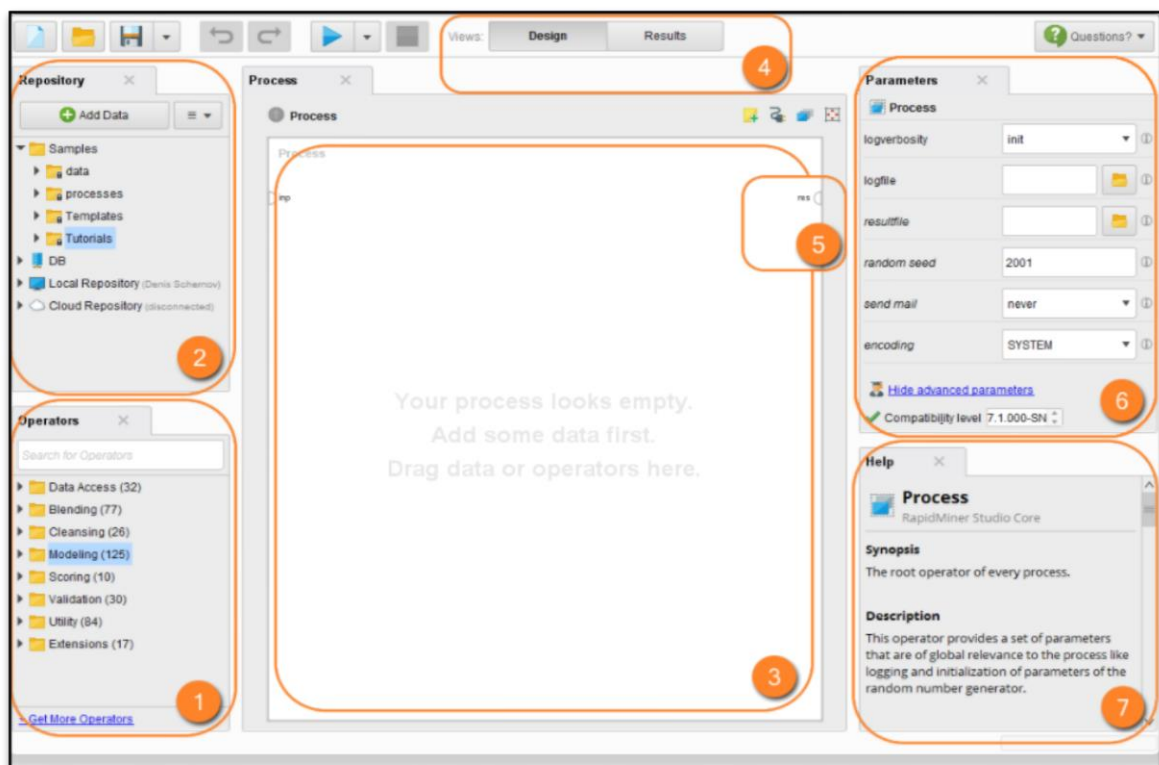 Views: Design Results
Questions?
Repository
Add Data
Samples
data
processes
Templates
Tutorials
DB
Local Repository (Denis Schernov)
Cloud Repository (disconnected)
2
Operators
Search for Operators
Data Access (32)
Blending (77)
Cleansing (26)
Modeling (125)
Scoring (10)
Validation (30)
Utility (84)
Extensions (17)
Get More Operators
1
4
Process
Process
Process
inp
res
5
Your process looks empty.
Add some data first.
Drag data or operators here.
3
Parameters
Process
logverbosity init
logfile
resultfile
random seed 2001
send mail never
encoding SYSTEM
Hide advanced parameters
Compatibility level 7.1.000-SN
6
Help
Process
RapidMiner Studio Core
Synopsis
The root operator of every process.
Description
This operator provides a set of parameters
that are of global relevance to the process like
logging and initialization of parameters of the
random number generator.
7